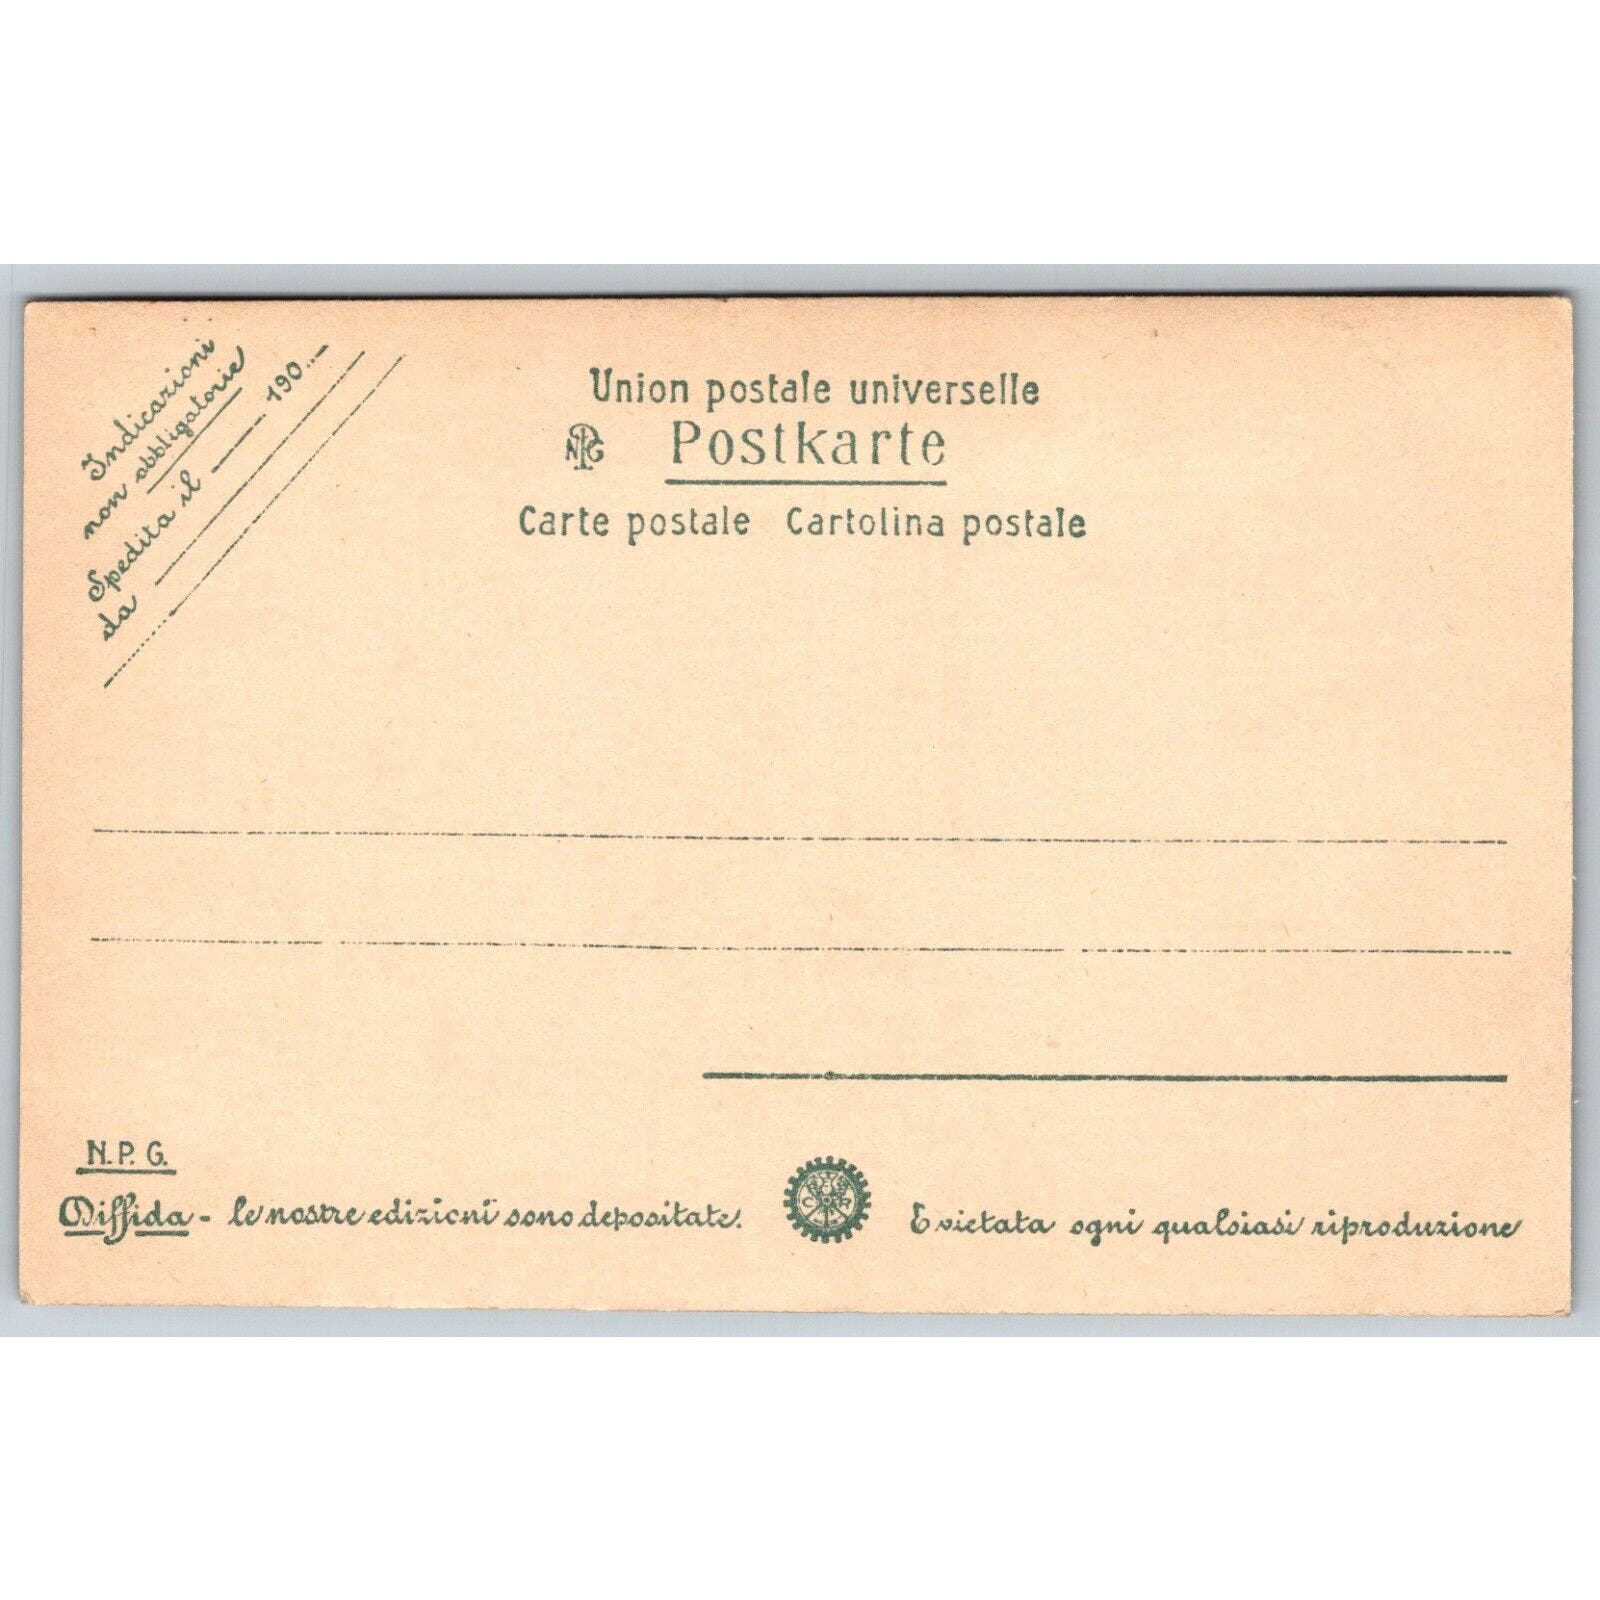 Indicazioni
non obbligatorie
Spedita il 190...
da
Union postale universelle
NPG Postkarte
Carte postale Cartolina postale
N.P.G.
Diffida - le nostre edizioni sono depositate. E vietata ogni qualsiasi riproduzione